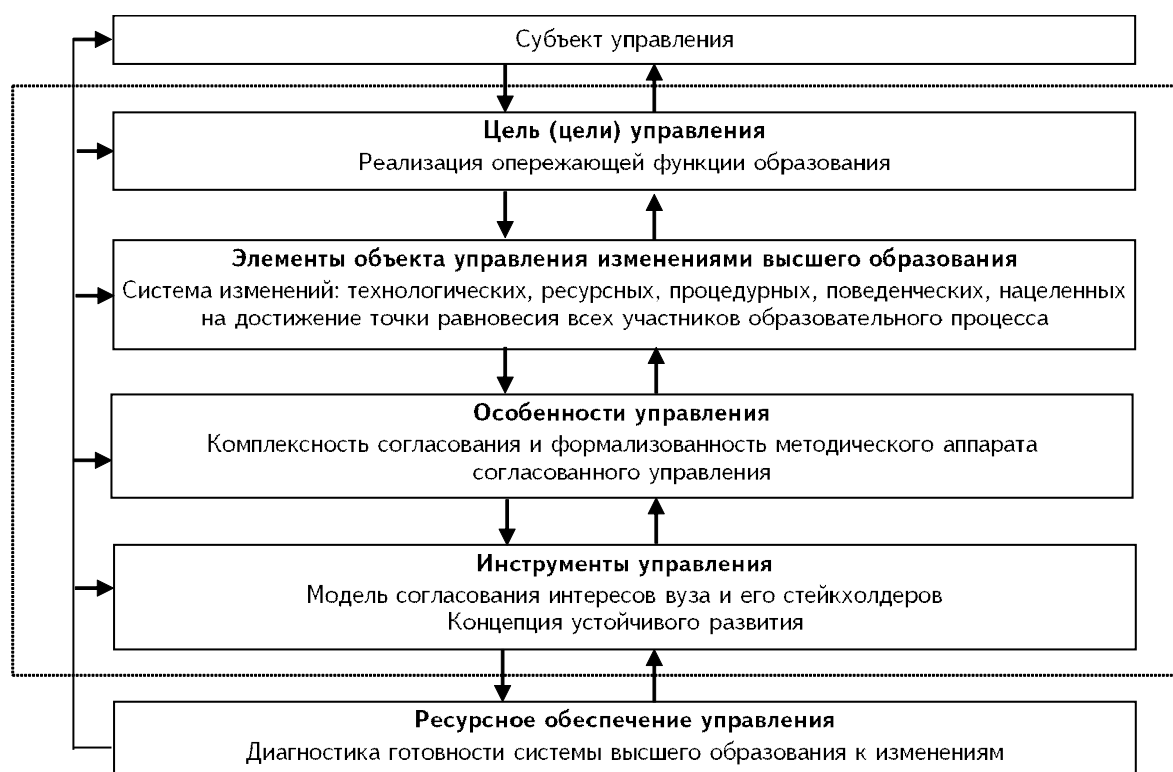 Субъект управления
Цель (цели) управления
Реализация опережающей функции образования
Элементы объекта управления изменениями высшего образования
Система изменений: технологических, ресурсных, процедурных, поведенческих, нацеленных
на достижение точки равновесия всех участников образовательного процесса
Особенности управления
Комплексность согласования и формализованность методического аппарата
согласованного управления
Инструменты управления
Модель согласования интересов вуза и его стейкхолдеров
Концепция устойчивого развития
Ресурсное обеспечение управления
Диагностика готовности системы высшего образования к изменениям